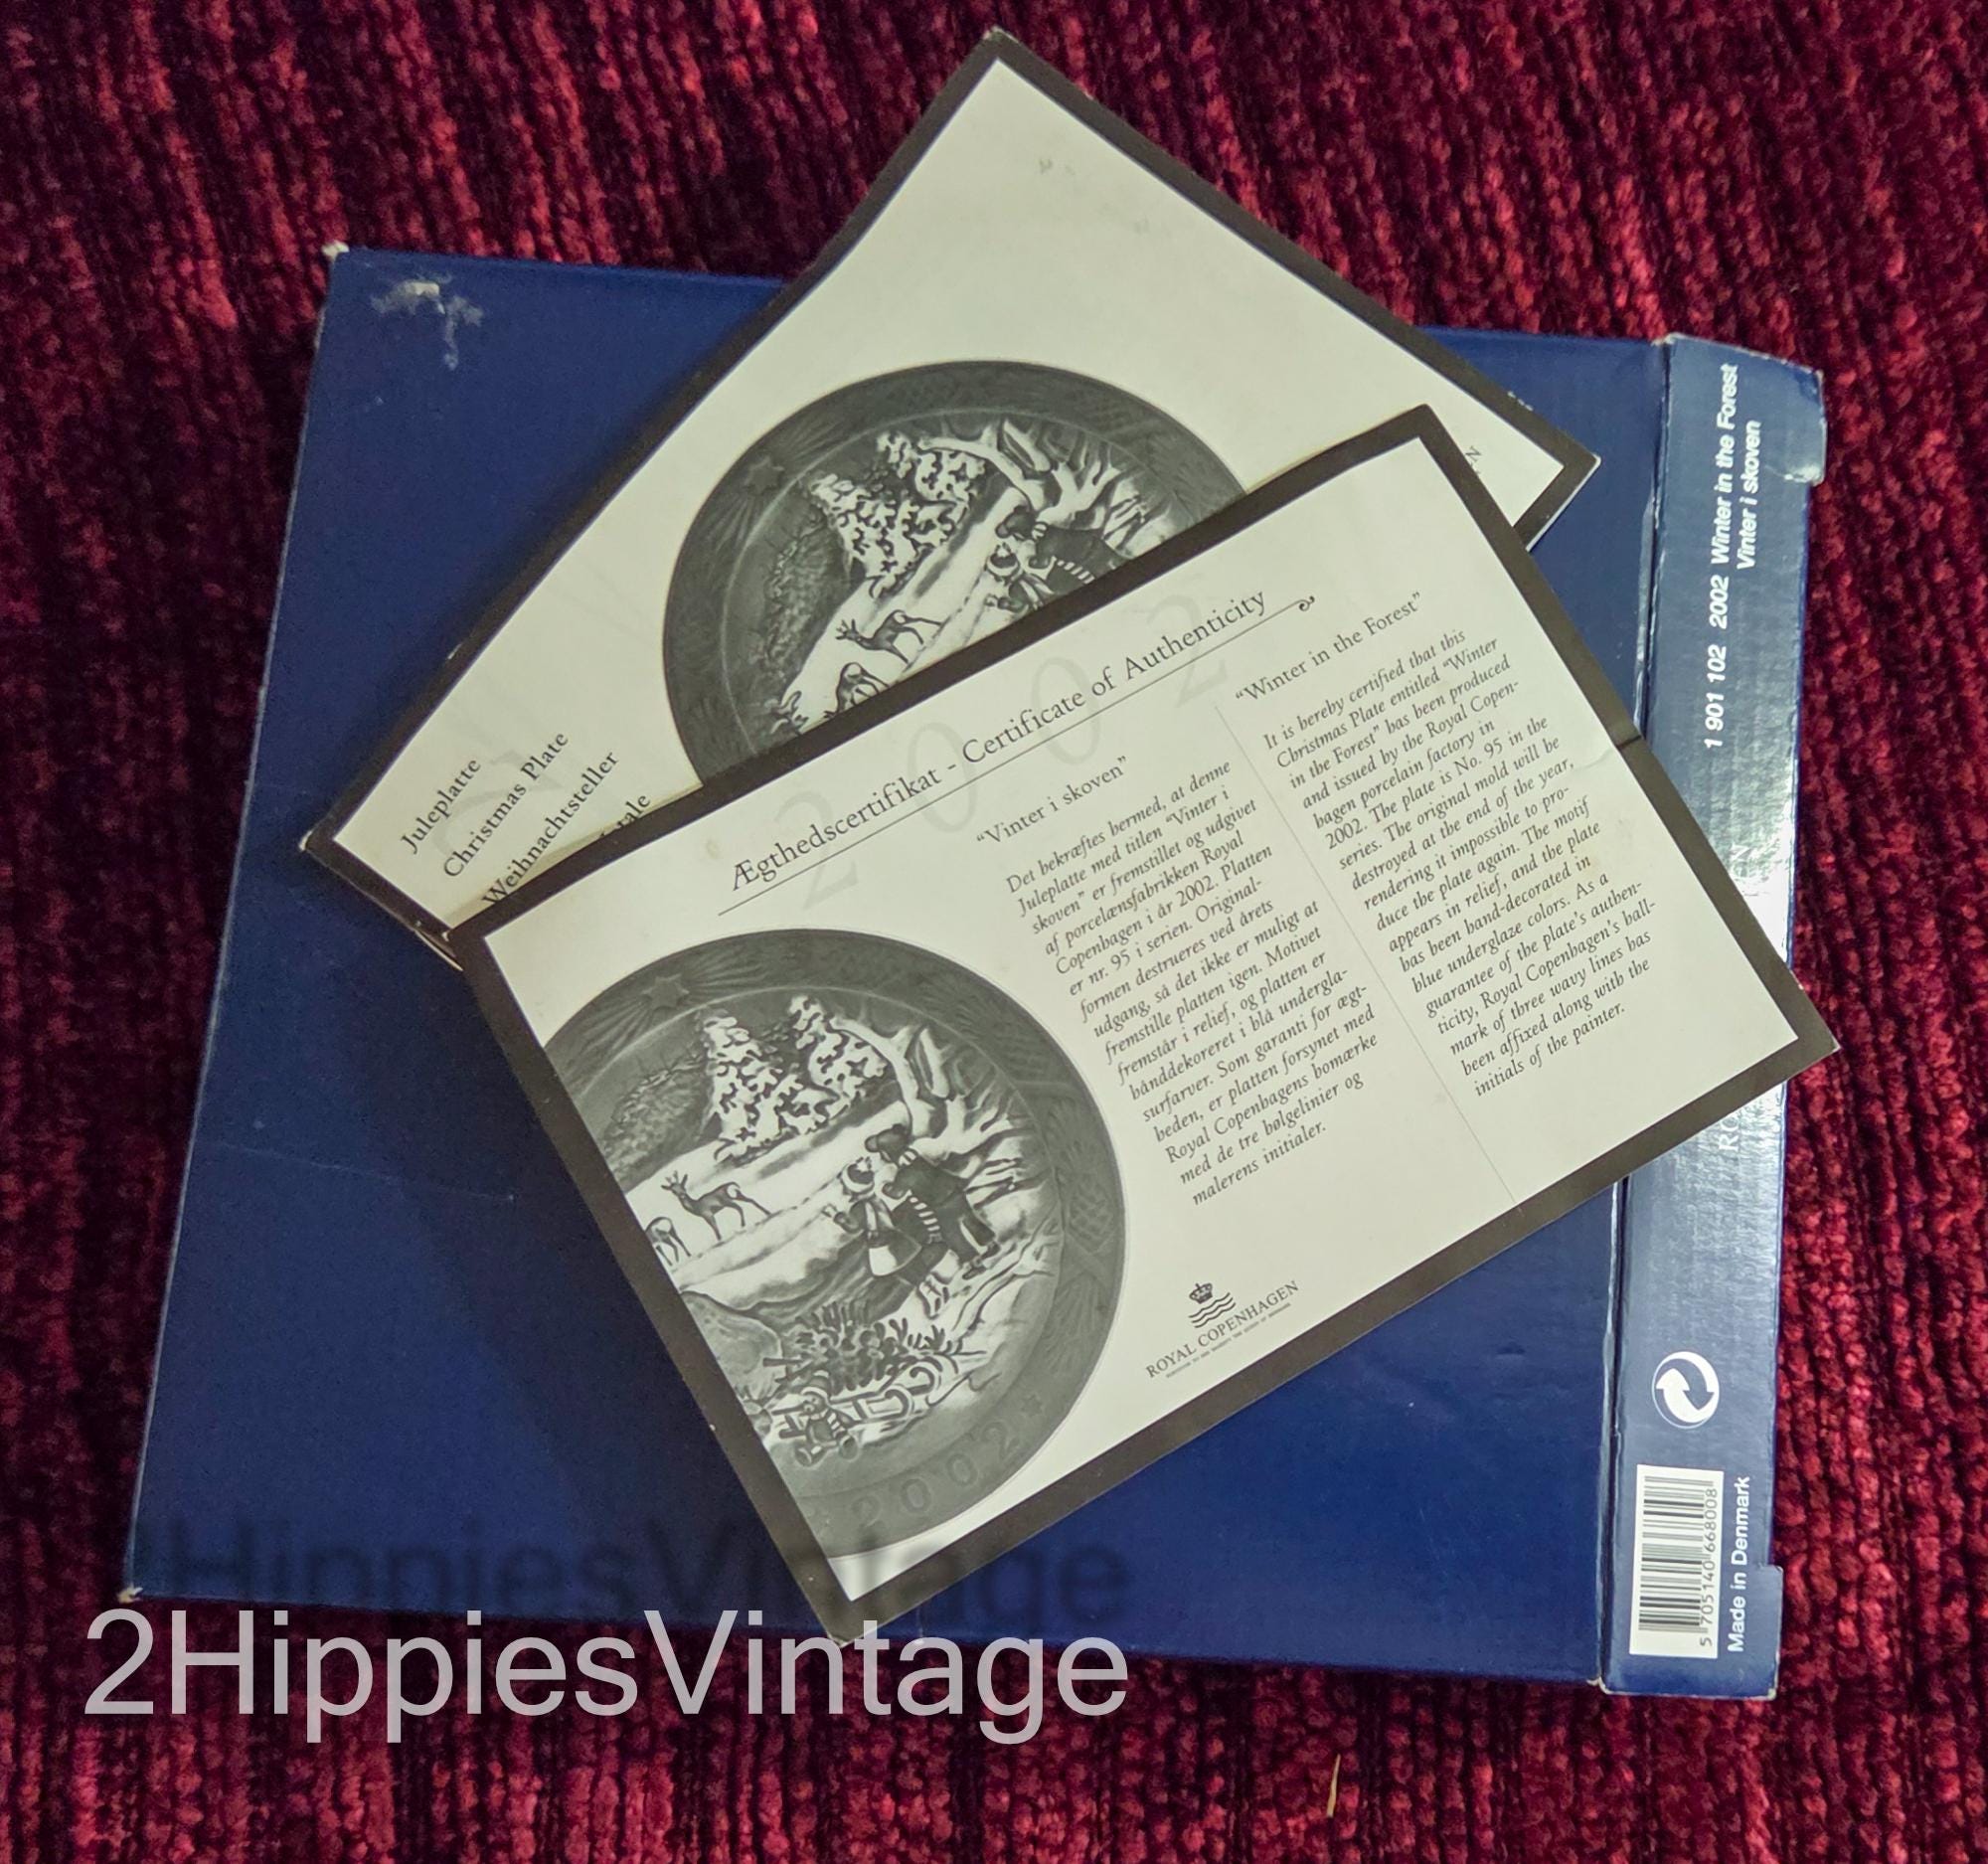 Juleplatte
Christmas Plate
Weihnachtsteller
Ægthedscertifikat - Certificate of Authenticity
2002
"Vinter i skoven"
Det bekræftes hermed, at denne
Juleplatte med titlen "Vinter i
skoven" er fremstillet og udgivet
af porcelænsfabrikken Royal
Copenhagen i år 2002. Platten
er nr. 95 i serien. Original-
formen destrueres ved årets
udgang, så det ikke er muligt at
fremstille platten igen. Motivet
fremstår i relief, og platten er
hånddekoreret i blå undergla-
surfarver. Som garanti for ægt-
heden, er platten forsynet med
Royal Copenhagens bomærke
med de tre bølgelinier og
malerens initialer.
"Winter in the Forest"
It is hereby certified that this
Christmas Plate entitled "Winter
in the Forest" has been produced
and issued by the Royal Copen-
hagen porcelain factory in
2002. The plate is No. 95 in the
series. The original mold will be
destroyed at the end of the year,
rendering it impossible to pro-
duce the plate again. The motif
appears in relief, and the plate
has been hand-decorated in
blue underglaze colors. As a
guarantee of the plate's authen-
ticity, Royal Copenhagen's hall-
mark of three wavy lines has
been affixed along with the
initials of the painter.
2002
ROYAL COPENHAGEN
1 901 102 2002 Winter in the Forest
Vinter i skoven
5 705140 668008
Made in Denmark
2HippiesVintage